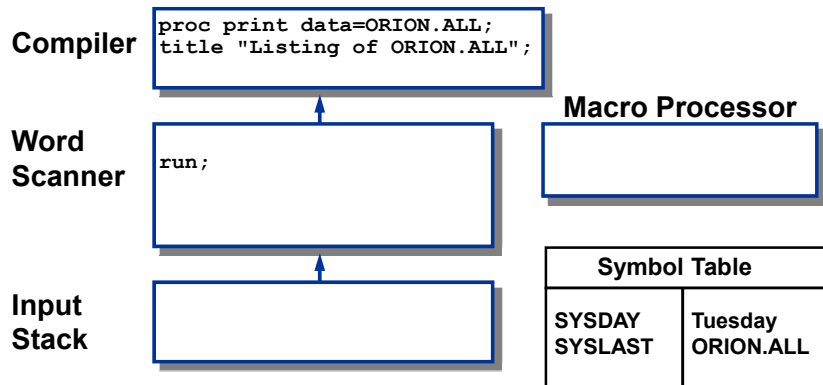 Compiler
proc print data=ORION.ALL;
title "Listing of ORION.ALL";
Macro Processor
Word
Scanner
run;
Symbol Table
SYSDAY Tuesday
SYSLAST ORION.ALL
Input
Stack